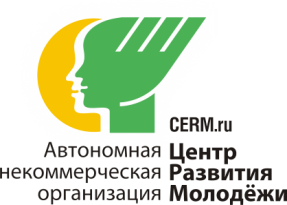 CERM.ru
Автономная Центр
некоммерческая Развития
организация Молодёжи